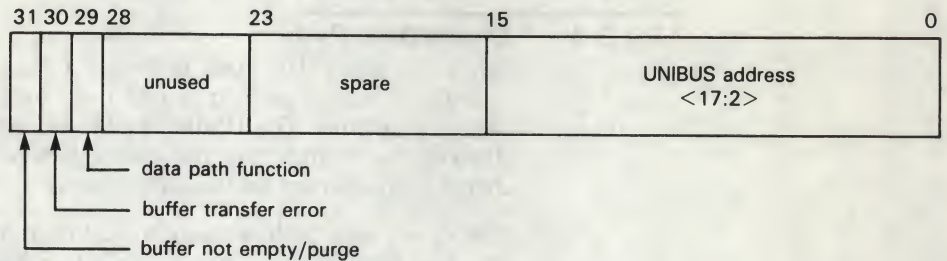 31 30 29 28 23 15 0
unused
spare
UNIBUS address
<17:2>
data path function
buffer transfer error
buffer not empty/purge